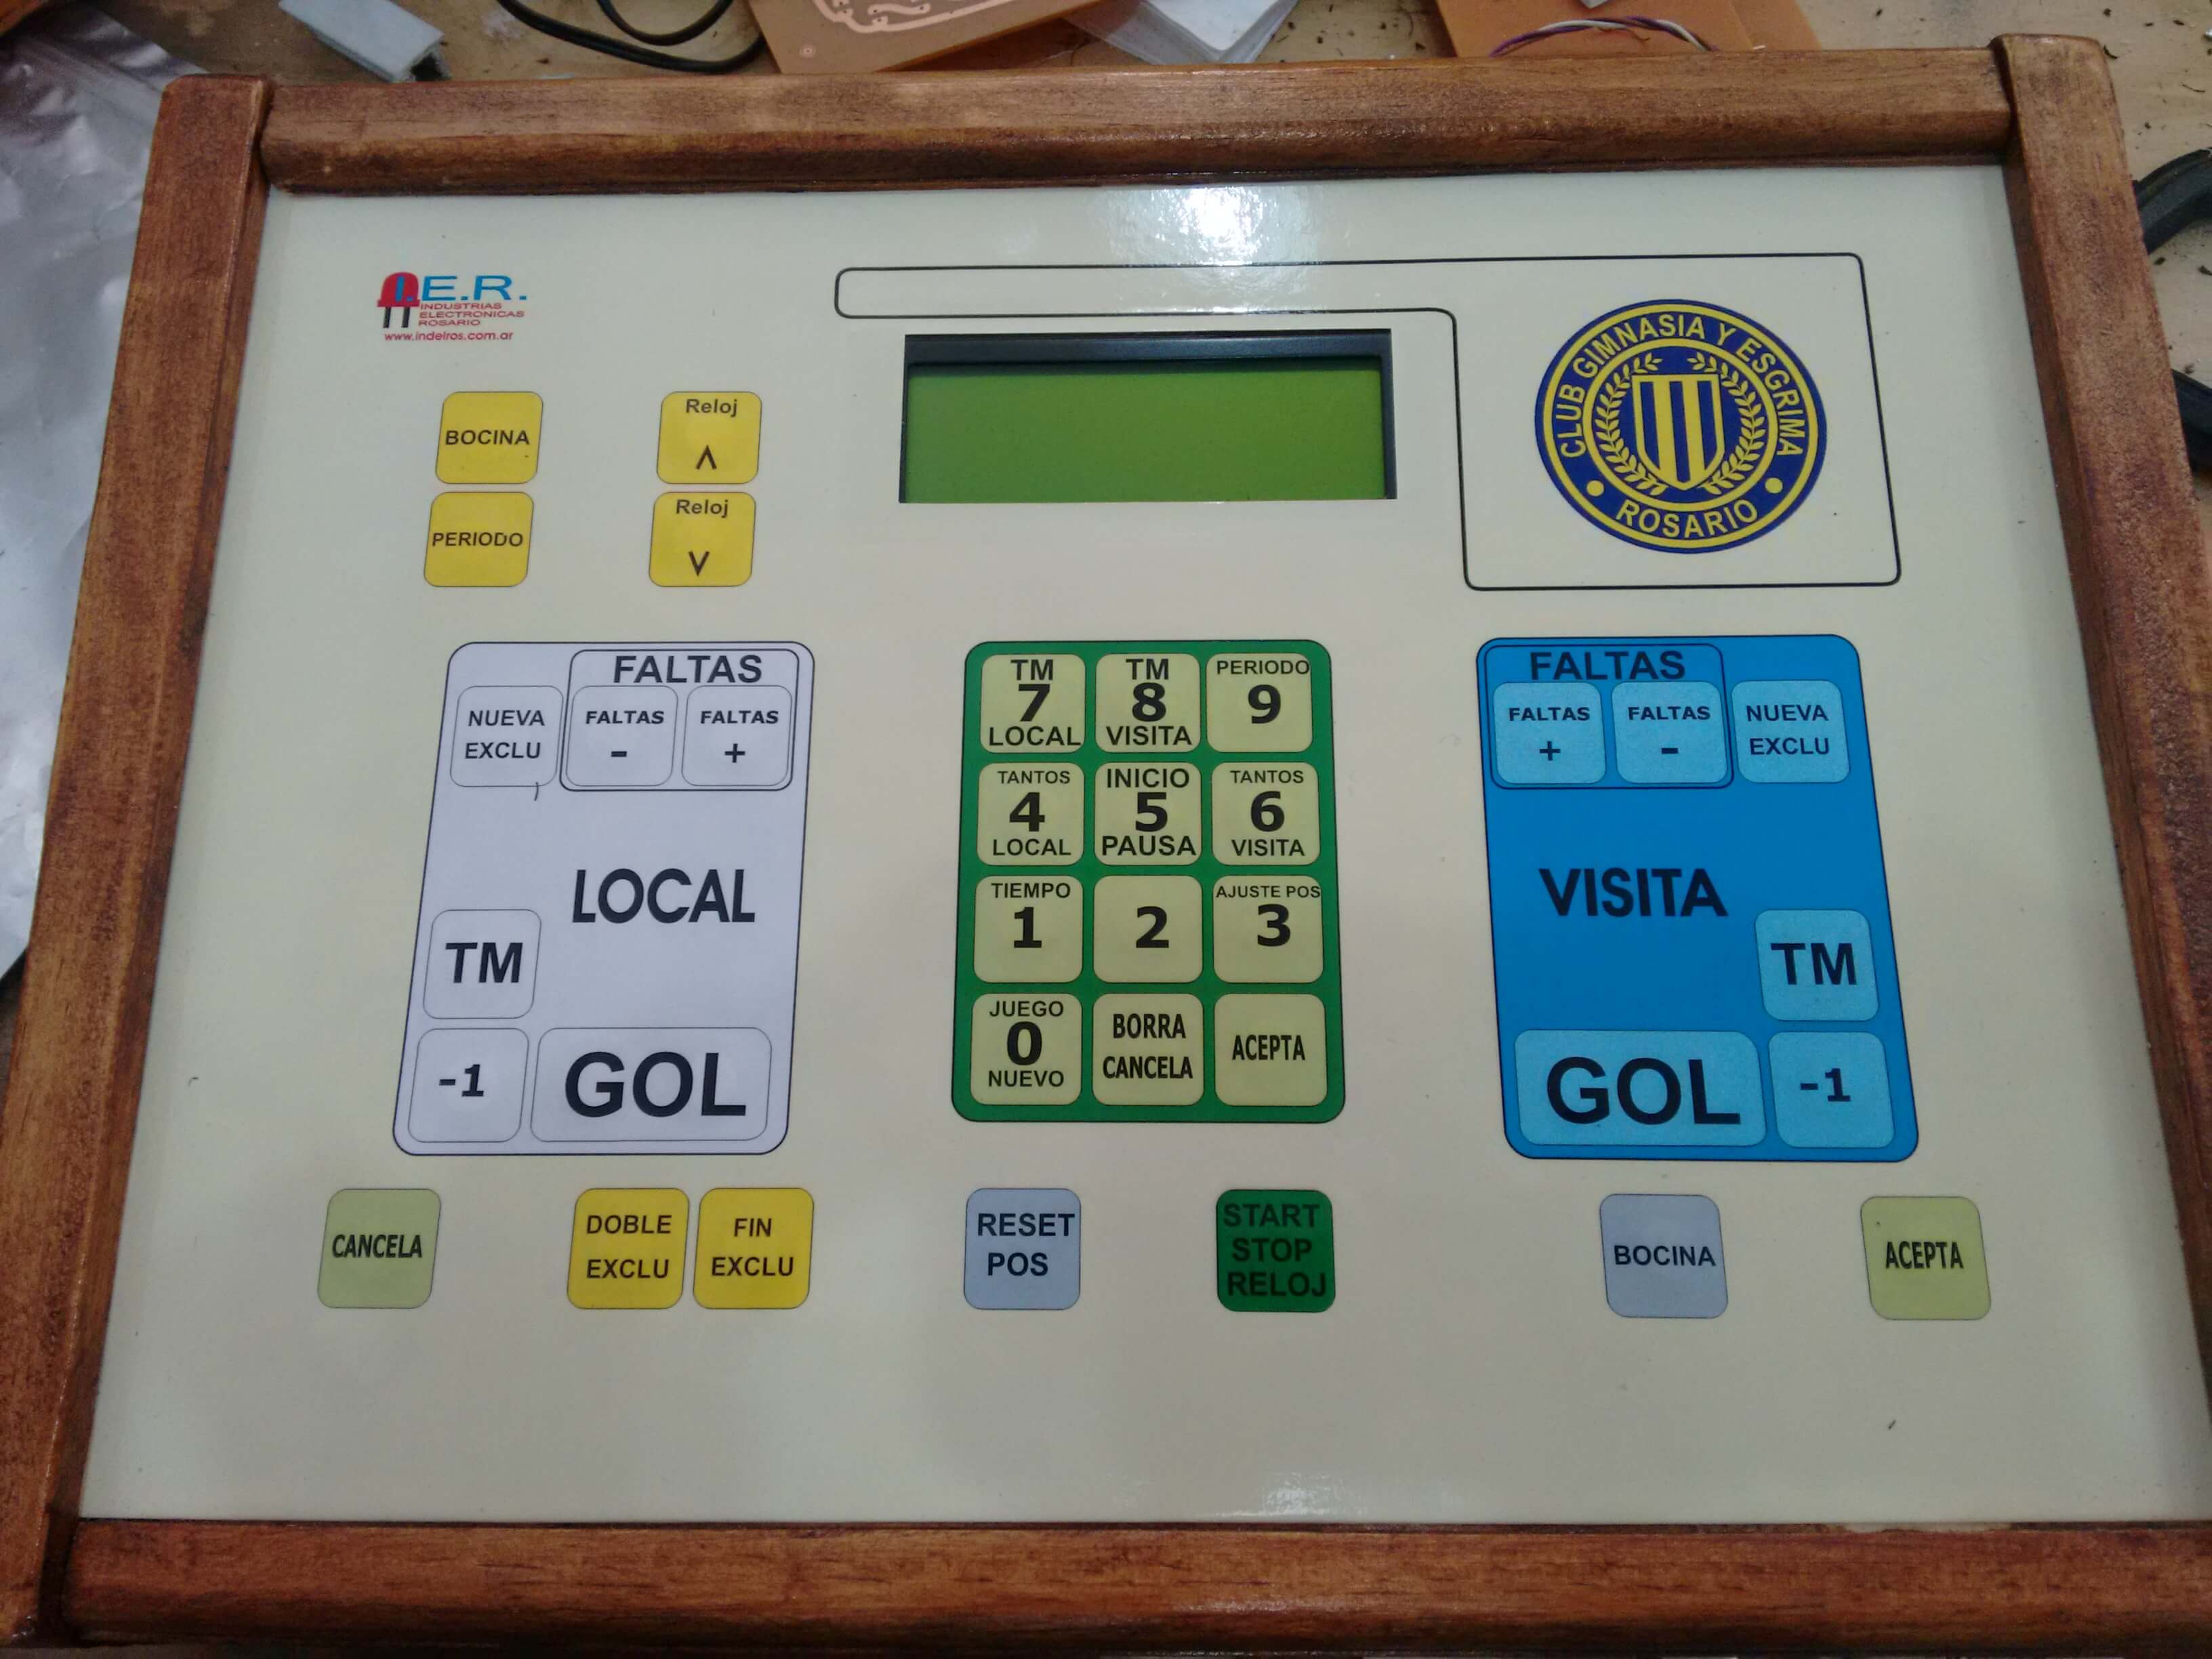 I.E.R.
INDUSTRIAS
ELECTRONICAS
ROSARIO
www.indelros.com.ar
CLUB GIMNASIA Y ESGRIMA
ROSARIO
BOCINA
Reloj
PERIODO
Reloj
FALTAS
NUEVA
EXCLU
FALTAS
-
FALTAS
+
LOCAL
TM
-1
GOL
TM
7
LOCAL
TM
8
VISITA
PERIODO
9
TANTOS
4
LOCAL
INICIO
5
PAUSA
TANTOS
6
VISITA
TIEMPO
1
2
AJUSTE POS
3
JUEGO
0
NUEVO
BORRA
CANCELA
ACEPTA
FALTAS
FALTAS
+
FALTAS
-
NUEVA
EXCLU
VISITA
TM
GOL
-1
CANCELA
DOBLE
EXCLU
FIN
EXCLU
RESET
POS
START
STOP
RELOJ
BOCINA
ACEPTA